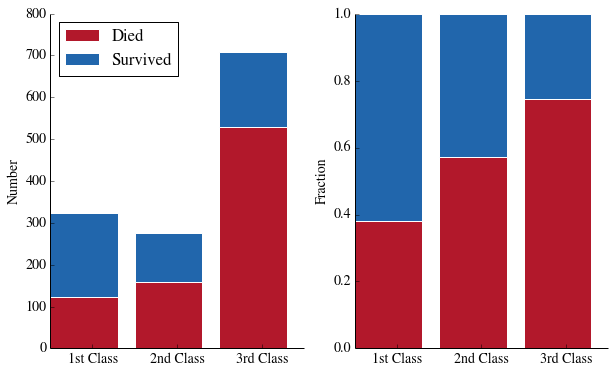 800
700
600
500
400
300
200
100
0
Number
Died
Survived
1st Class
2nd Class
3rd Class
1.0
0.8
0.6
0.4
0.2
0.0
Fraction
1st Class
2nd Class
3rd Class